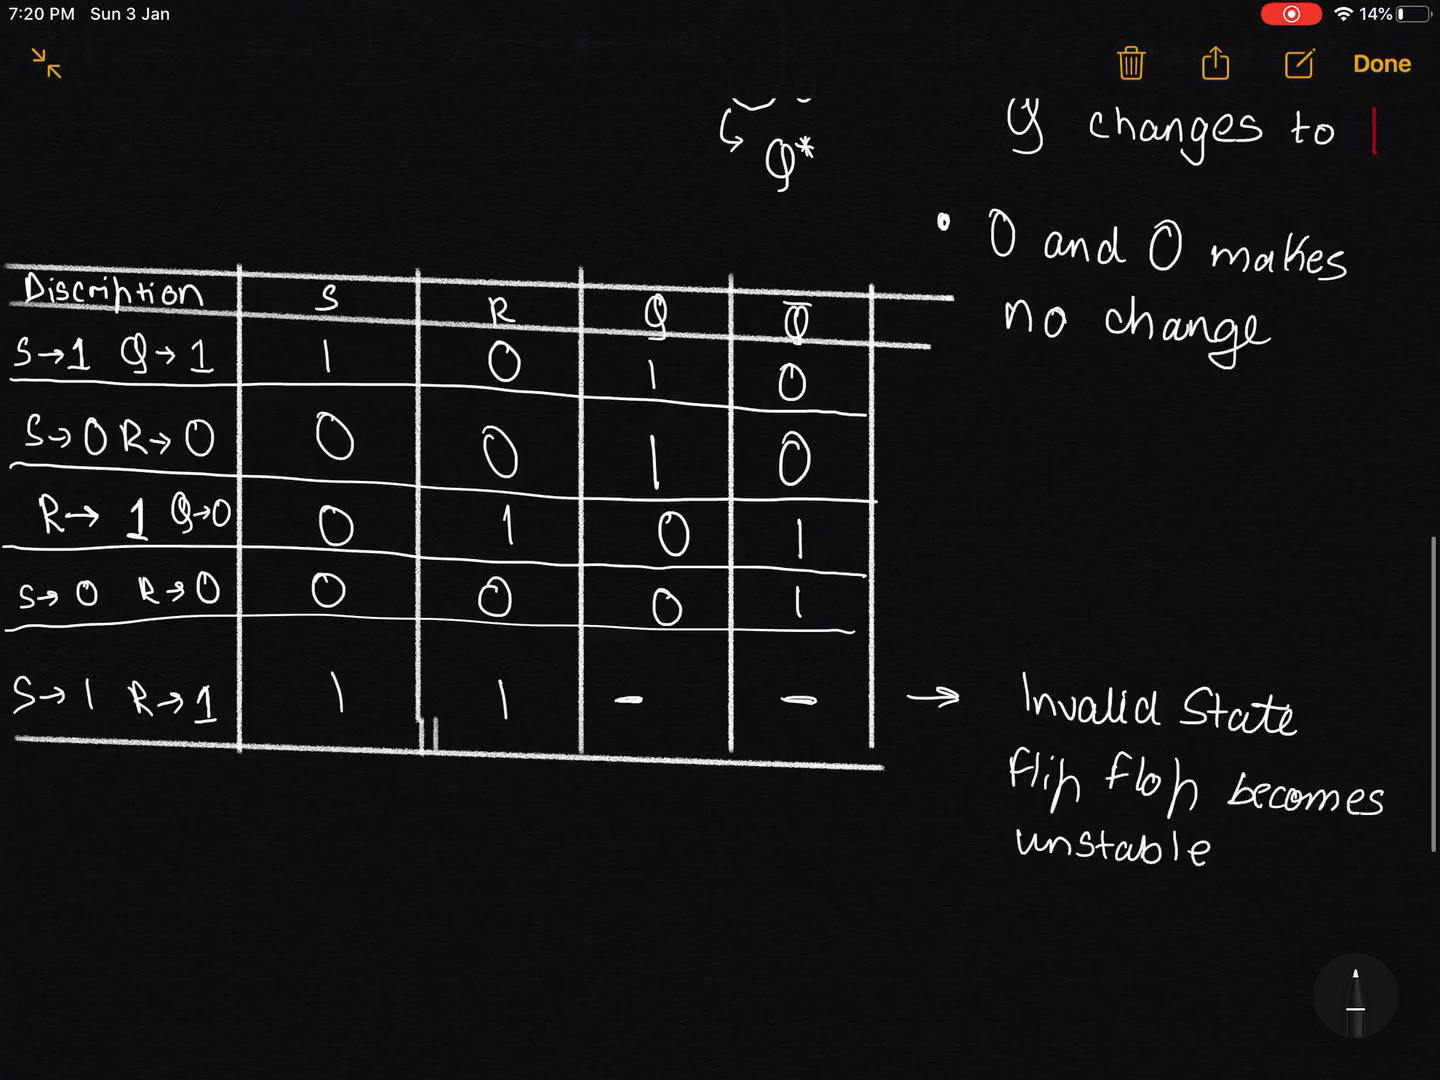 7:20 PM Sun 3 Jan
14%
Done
Q*
changes to 1
• 0 and 0 makes
no change
Discription S R Q Q̅
S→1 Q→1 1 0 1 0
S→0 R→0 0 0 1 0
R→ 1 Q→0 0 1 0 1
S→0 R→0 0 0 0 1
S→1 R→1 1 1 - - →
Invalid State
flip flop becomes
unstable